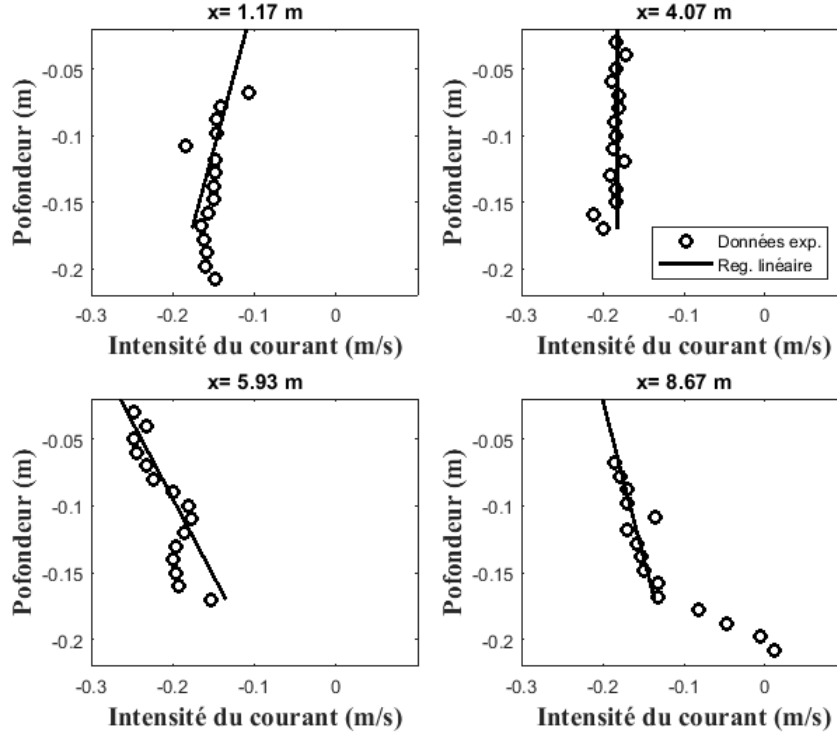 x= 1.17 m
x= 4.07 m
-0.05
-0.1
-0.15
-0.2
Pofondeur (m)
-0.3
-0.2
-0.1
0
Intensité du courant (m/s)
-0.05
-0.1
-0.15
-0.2
Pofondeur (m)
Données exp.
Reg. linéaire
-0.3
-0.2
-0.1
0
Intensité du courant (m/s)
x= 5.93 m
x= 8.67 m
-0.05
-0.1
-0.15
-0.2
Pofondeur (m)
-0.3
-0.2
-0.1
0
Intensité du courant (m/s)
-0.05
-0.1
-0.15
-0.2
Pofondeur (m)
-0.3
-0.2
-0.1
0
Intensité du courant (m/s)